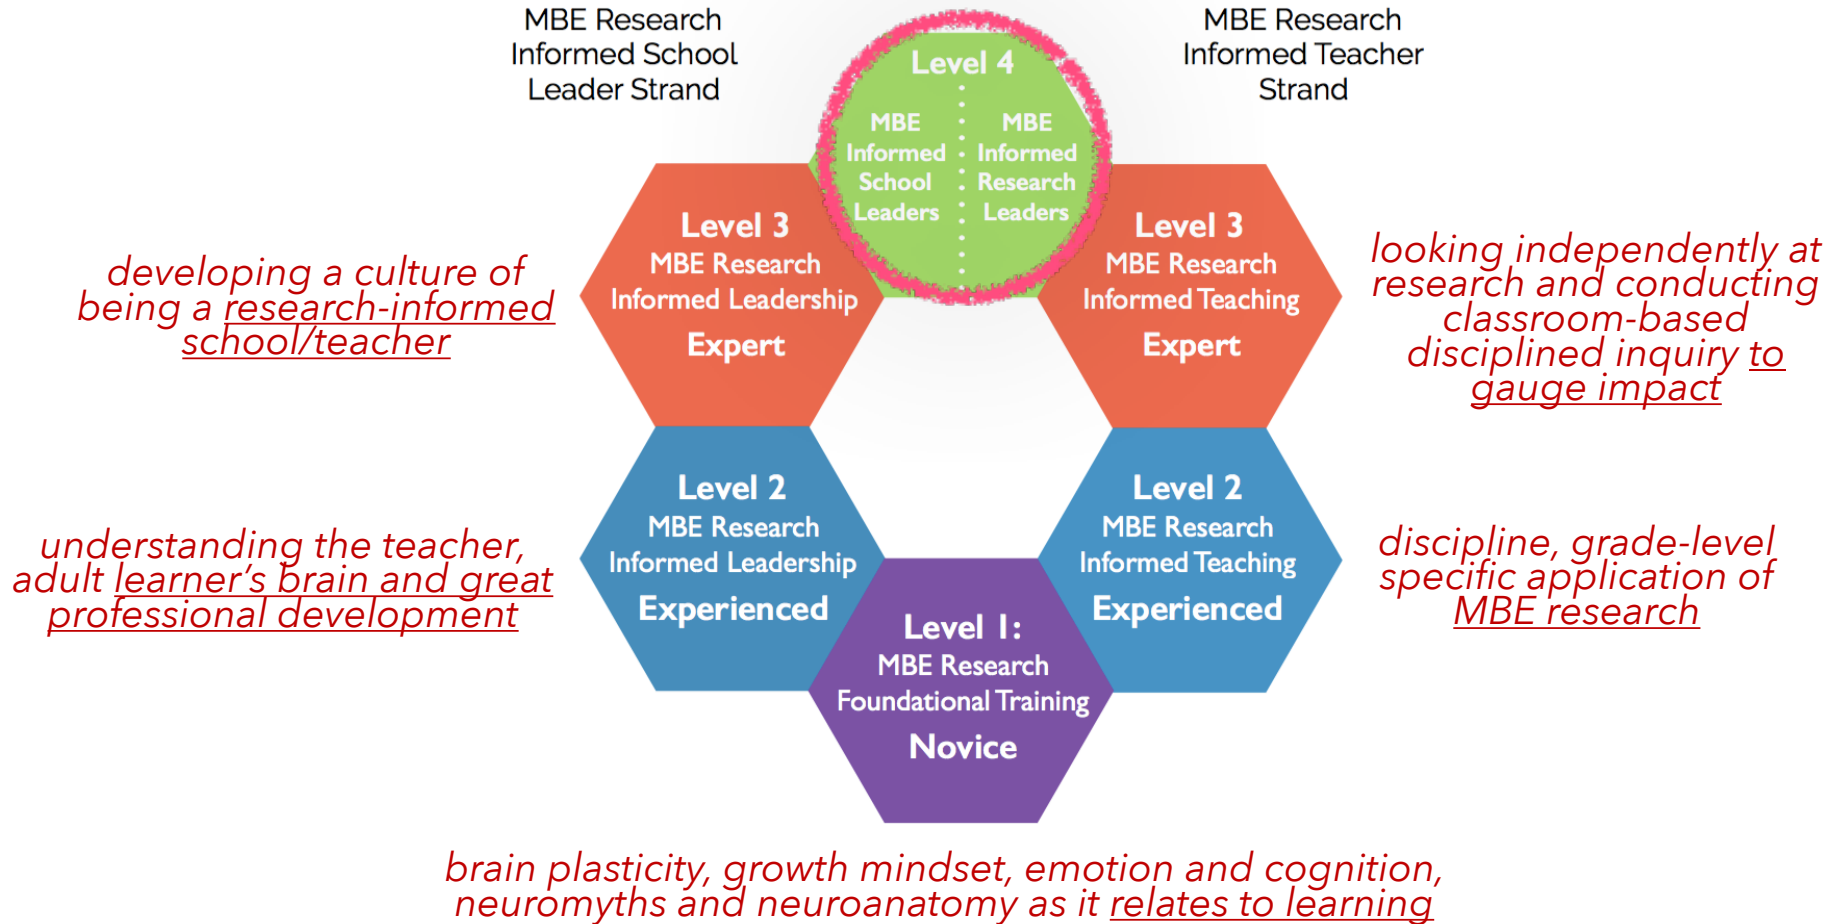 MBE Research
Informed School
Leader Strand
MBE Research
Informed Teacher
Strand
Level 4
MBE
Informed
School
Leaders
MBE
Informed
Research
Leaders
developing a culture of
being a research-informed
school/teacher
Level 3
MBE Research
Informed Leadership
Expert
Level 3
MBE Research
Informed Teaching
Expert
looking independently at
research and conducting
classroom-based
disciplined inquiry to
gauge impact
understanding the teacher,
adult learner's brain and great
professional development
Level 2
MBE Research
Informed Leadership
Experienced
Level 2
MBE Research
Informed Teaching
Experienced
discipline, grade-level
specific application of
MBE research
Level 1:
MBE Research
Foundational Training
Novice
brain plasticity, growth mindset, emotion and cognition,
neuromyths and neuroanatomy as it relates to learning